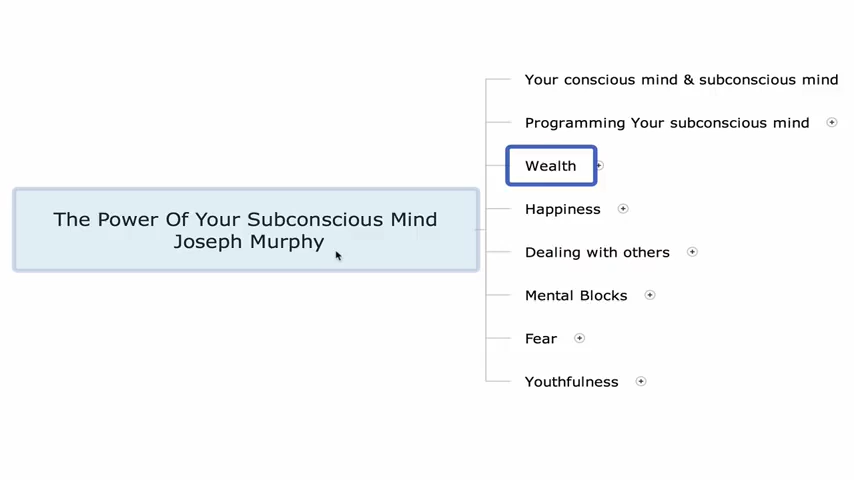 The Power Of Your Subconscious Mind
Joseph Murphy
Your conscious mind & subconscious mind
Programming Your subconscious mind
Wealth
Happiness
Dealing with others
Mental Blocks
Fear
Youthfulness